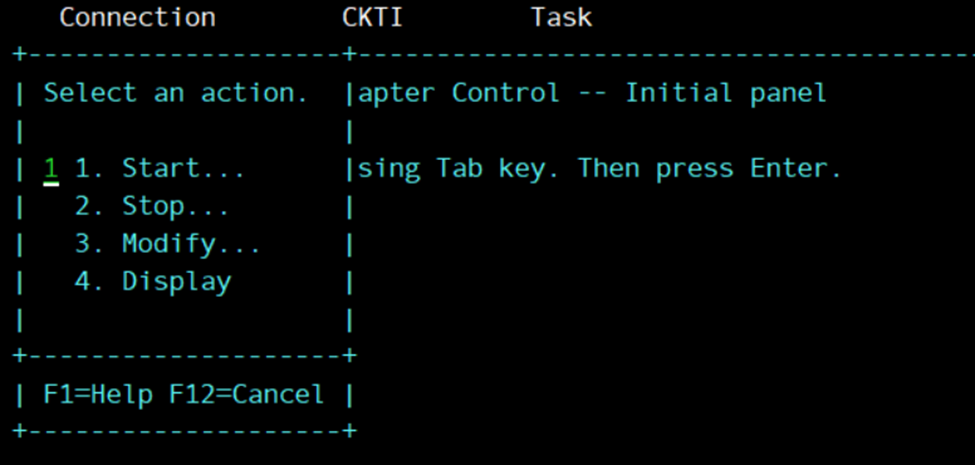 Connection CKTI Task
+--------------------+---------------------------------------
| Select an action. |apter Control -- Initial panel
| |
| 1 1. Start... |sing Tab key. Then press Enter.
| 2. Stop... |
| 3. Modify... |
| 4. Display |
| |
+--------------------+
| F1=Help F12=Cancel |
+--------------------+